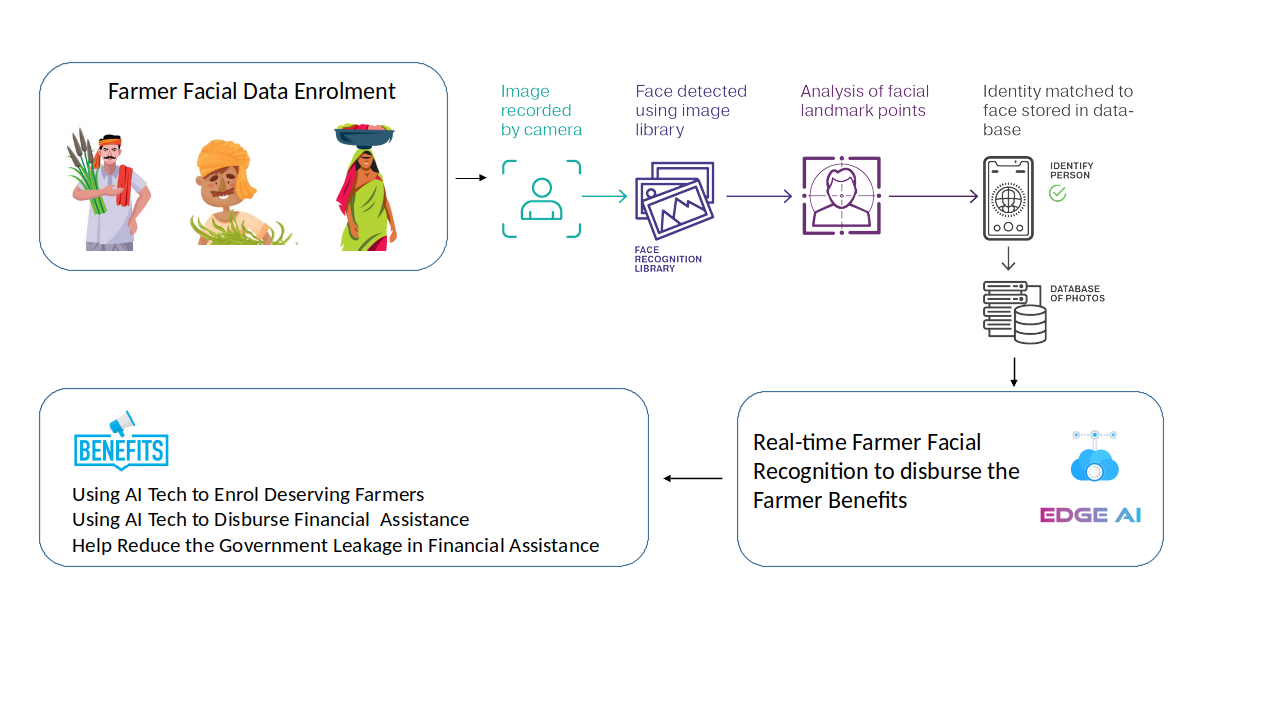 Farmer Facial Data Enrolment
Image
recorded
by camera
Face detected
using image
library
Analysis of facial
landmark points
Identity matched to
face stored in data-
base
IDENTIFY
PERSON
FACE
RECOGNITION
LIBRARY
DATABASE
OF PHOTOS
Real-time Farmer Facial
Recognition to disburse the
Farmer Benefits
EDGE AI
BENEFITS
Using AI Tech to Enrol Deserving Farmers
Using AI Tech to Disburse Financial  Assistance
Help Reduce the Government Leakage in Financial Assistance